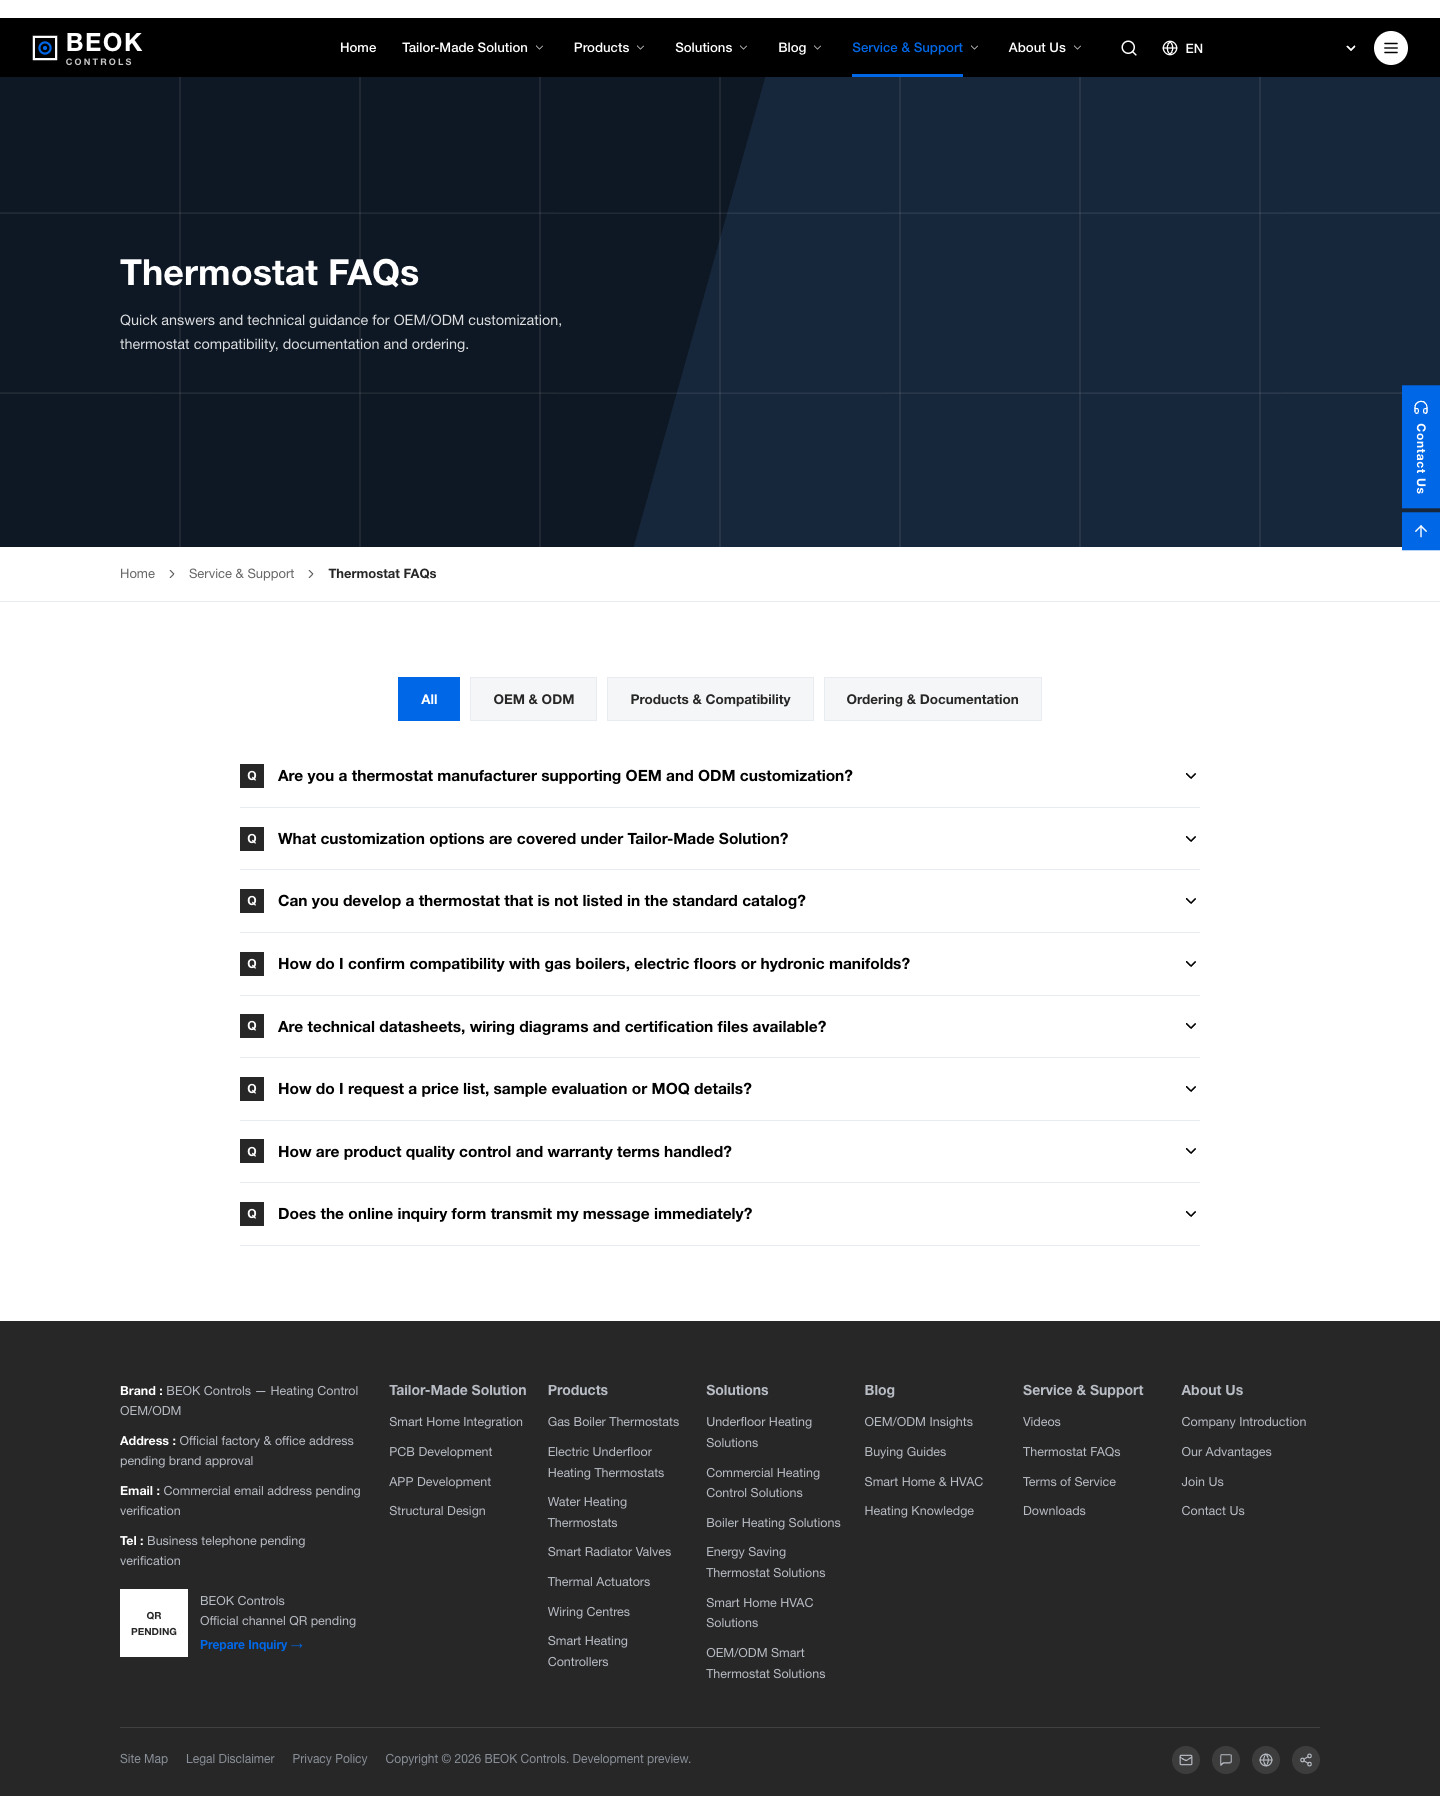 BEOK
CONTROLS
Home
Tailor-Made Solution
Products
Solutions
Blog
Service & Support
About Us
EN
Thermostat FAQs
Quick answers and technical guidance for OEM/ODM customization,
thermostat compatibility, documentation and ordering.
Contact Us
Home
Service & Support
Thermostat FAQs
All
OEM & ODM
Products & Compatibility
Ordering & Documentation
Q Are you a thermostat manufacturer supporting OEM and ODM customization?
Q What customization options are covered under Tailor-Made Solution?
Q Can you develop a thermostat that is not listed in the standard catalog?
Q How do I confirm compatibility with gas boilers, electric floors or hydronic manifolds?
Q Are technical datasheets, wiring diagrams and certification files available?
Q How do I request a price list, sample evaluation or MOQ details?
Q How are product quality control and warranty terms handled?
Q Does the online inquiry form transmit my message immediately?
Brand : BEOK Controls — Heating Control
OEM/ODM
Address : Official factory & office address
pending brand approval
Email : Commercial email address pending
verification
Tel : Business telephone pending
verification
QR
PENDING
BEOK Controls
Official channel QR pending
Prepare Inquiry →
Tailor-Made Solution
Smart Home Integration
PCB Development
APP Development
Structural Design
Products
Gas Boiler Thermostats
Electric Underfloor
Heating Thermostats
Water Heating
Thermostats
Smart Radiator Valves
Thermal Actuators
Wiring Centres
Smart Heating
Controllers
Solutions
Underfloor Heating
Solutions
Commercial Heating
Control Solutions
Boiler Heating Solutions
Energy Saving
Thermostat Solutions
Smart Home HVAC
Solutions
OEM/ODM Smart
Thermostat Solutions
Blog
OEM/ODM Insights
Buying Guides
Smart Home & HVAC
Heating Knowledge
Service & Support
Videos
Thermostat FAQs
Terms of Service
Downloads
About Us
Company Introduction
Our Advantages
Join Us
Contact Us
Site Map
Legal Disclaimer
Privacy Policy
Copyright © 2026 BEOK Controls. Development preview.